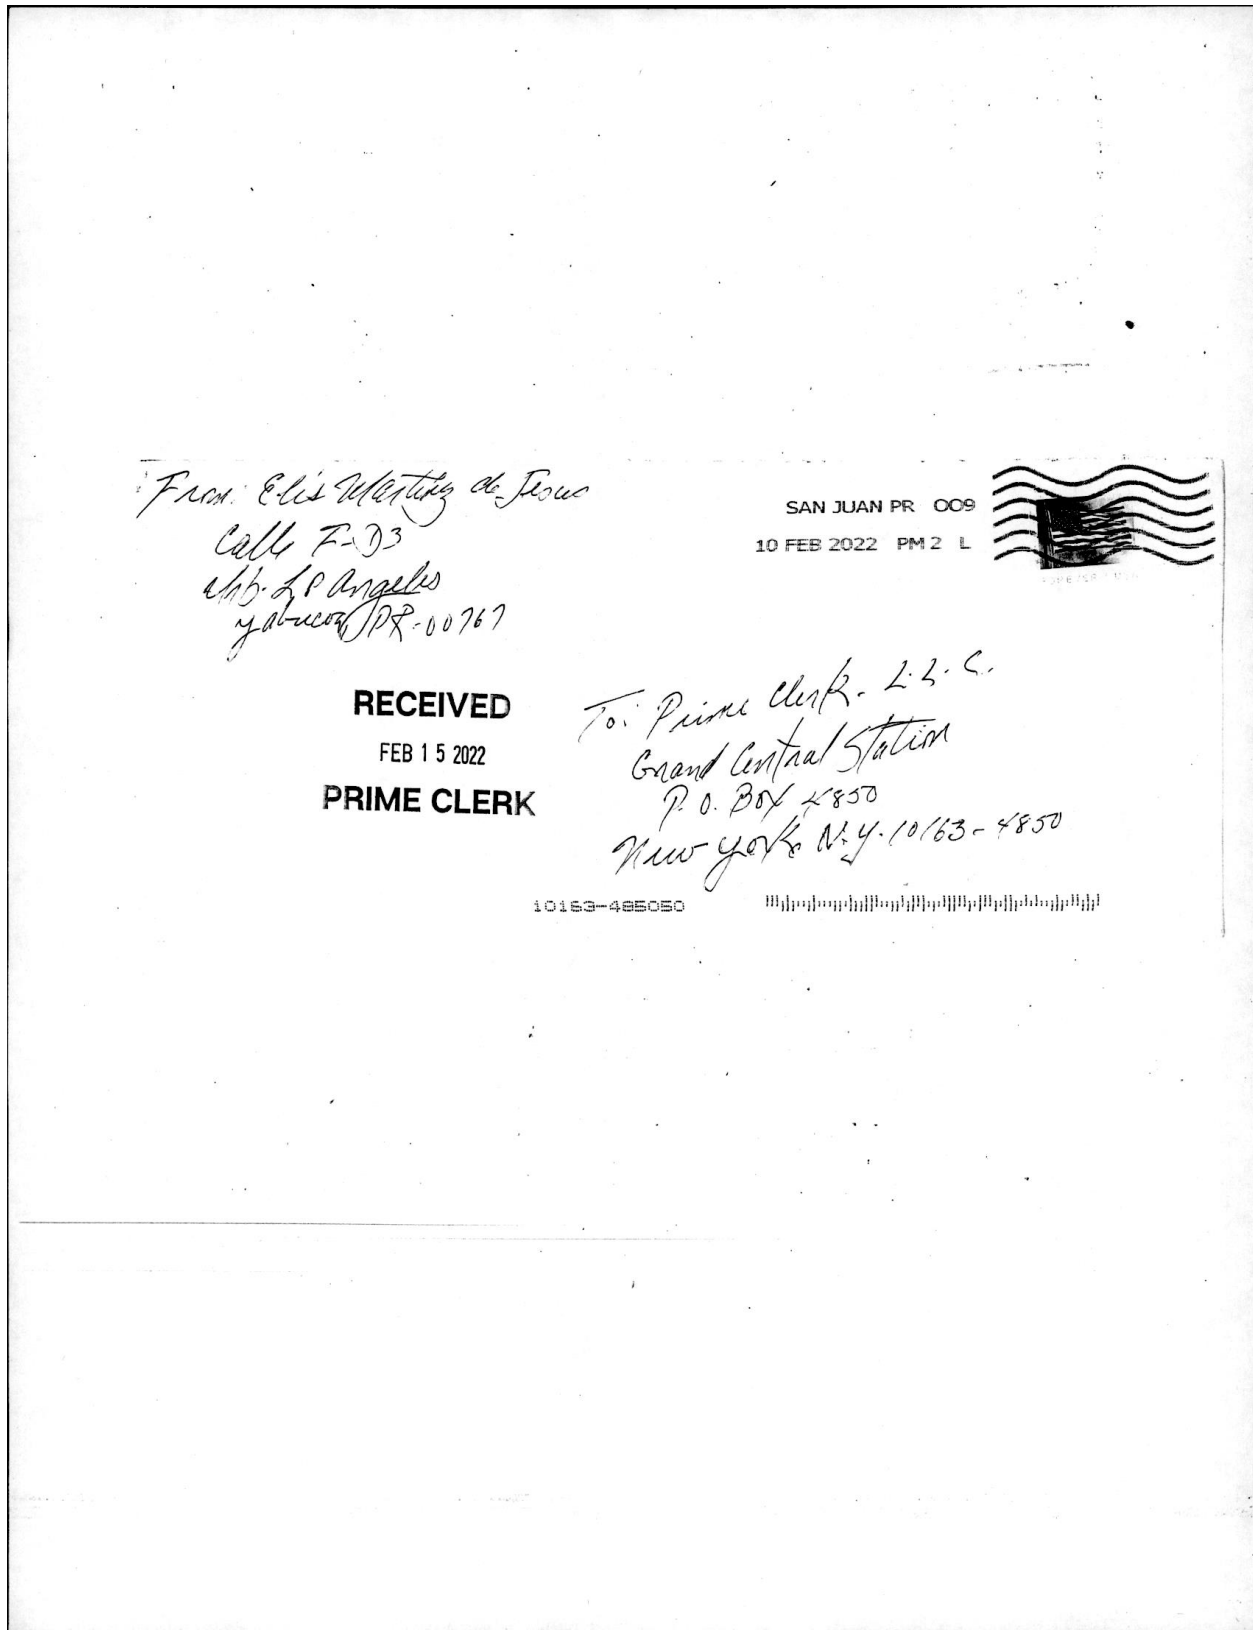 From: Elis Martinez de Jesus
Calle F-D3
Urb. Los Angeles
Yabucoa, PR-00767
SAN JUAN PR 009
10 FEB 2022 PM 2 L
RECEIVED
FEB 15 2022
PRIME CLERK
To: Prime Clerk. L.L.C.
Grand Central Station
P.O. Box 4850
New York, N.Y. 10163-4850
10163-485050